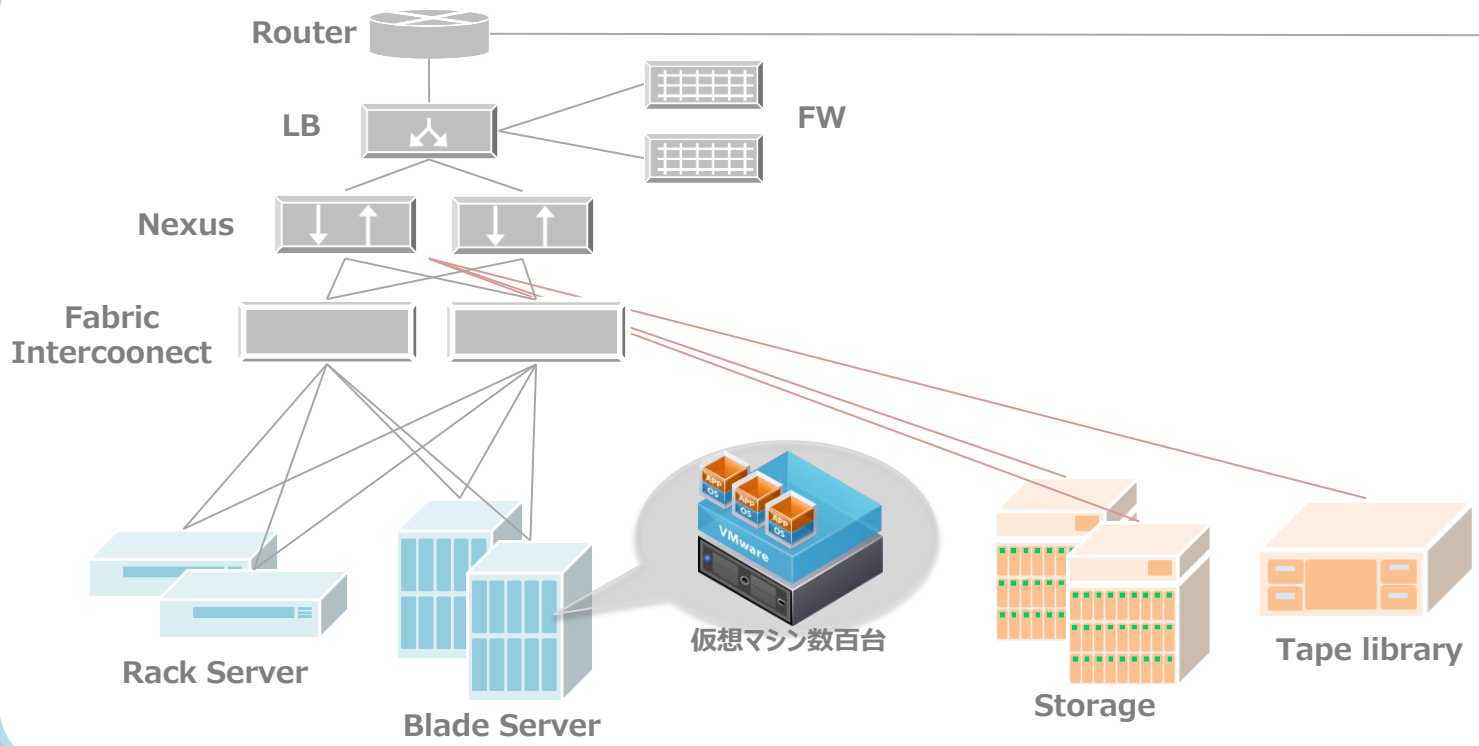 Router
LB
FW
Nexus
Fabric
Intercoonect
APP
OS
APP
OS
APP
OS
VMware
仮想マシン数百台
Rack Server
Blade Server
Storage
Tape library